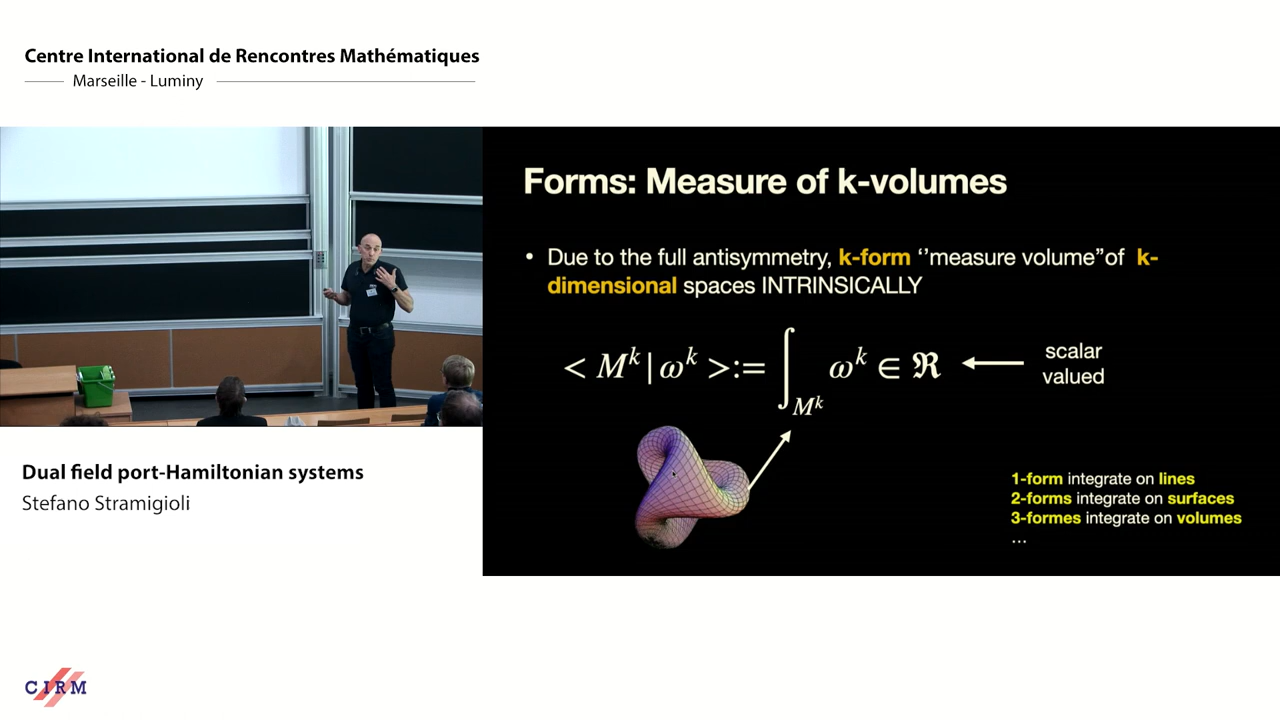 Centre International de Rencontres Mathématiques
Marseille - Luminy
Forms: Measure of k-volumes
• Due to the full antisymmetry, k-form ‘’measure volume”of k-
dimensional spaces INTRINSICALLY
< M^k | ω^k >:= ∫_{M^k} ω^k ∈ ℜ
scalar
valued
1-form integrate on lines
2-forms integrate on surfaces
3-formes integrate on volumes
...
Dual field port-Hamiltonian systems
Stefano Stramigioli
CIRM